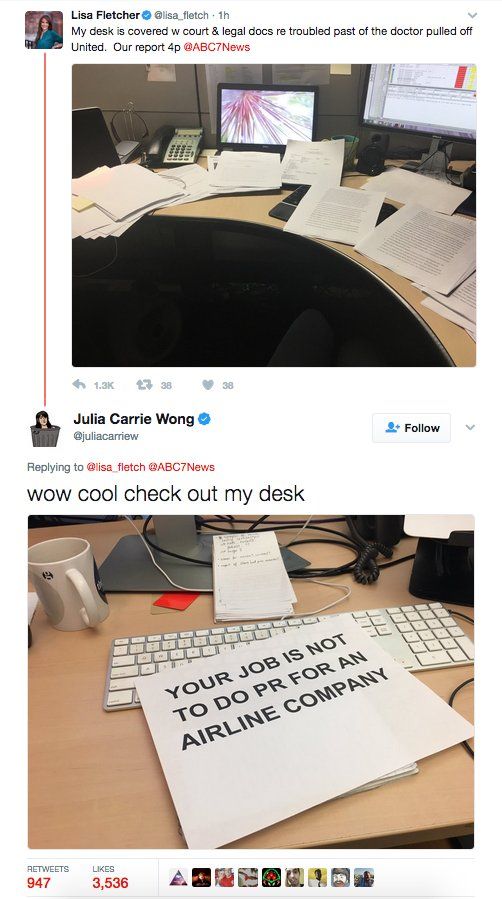 Lisa Fletcher @lisa_fletch · 1h
My desk is covered w court & legal docs re troubled past of the doctor pulled off
United. Our report 4p @ABC7News
1.3K 38 38
Julia Carrie Wong
@juliacarriew
Follow
Replying to @lisa_fletch @ABC7News
wow cool check out my desk
YOUR JOB IS NOT
TO DO PR FOR AN
AIRLINE COMPANY
RETWEETS LIKES
947 3,536